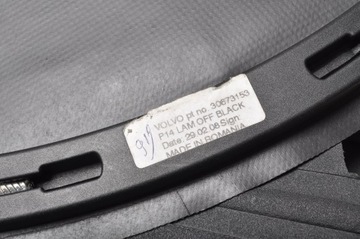 VOLVO pt no. 30673153
P14 LAM OFF BLACK
Date: 29.02.08 Sign:
MADE IN ROMANIA